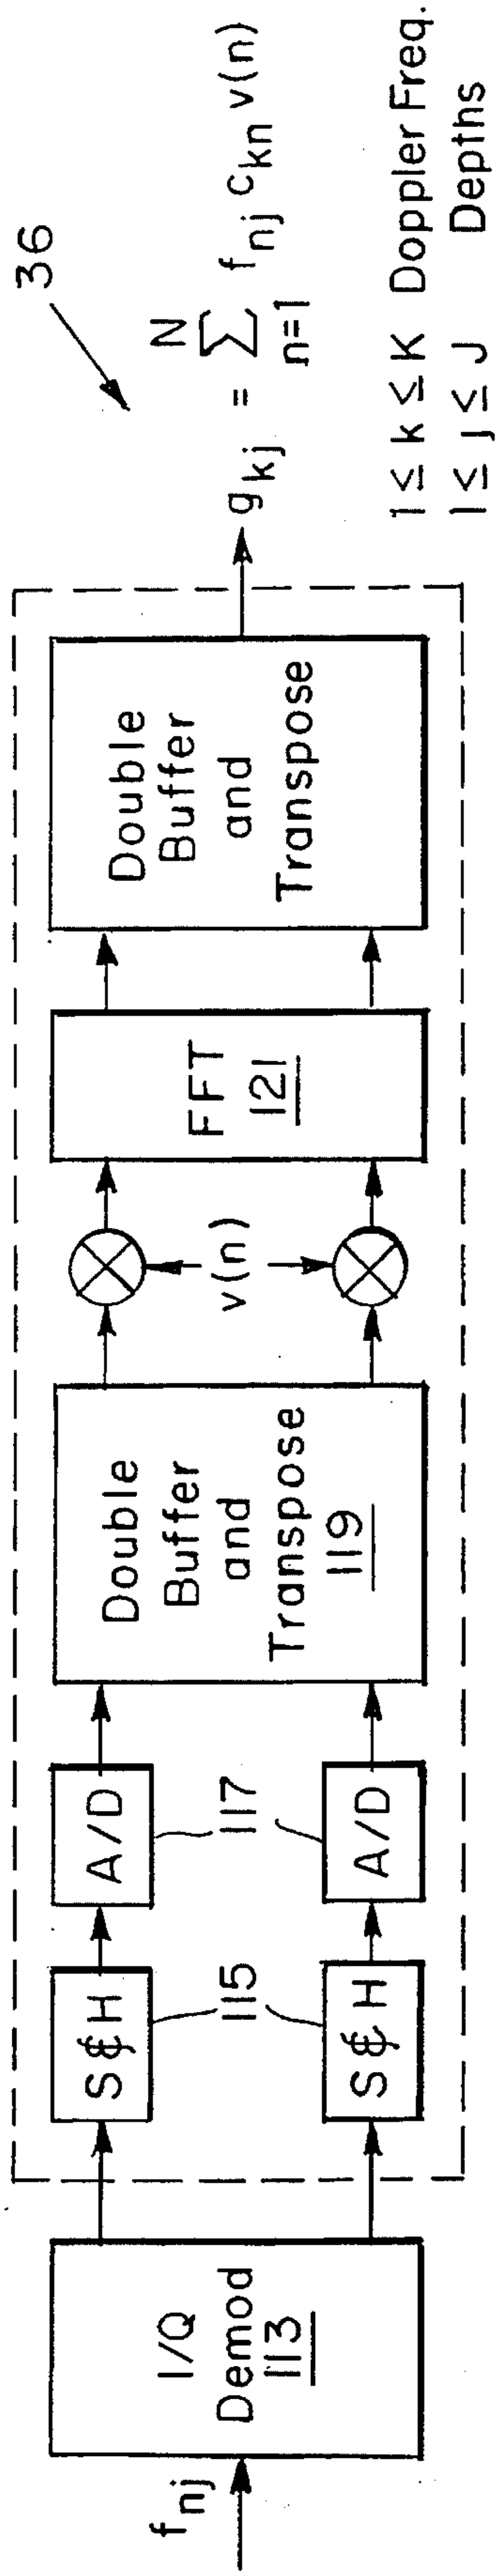 f_nj
I/Q
Demod
113
S&H
S&H
115
A/D
A/D
117
Double
Buffer
and
Transpose
119
v(n)
FFT
121
Double
Buffer
and
Transpose
36
g_kj = N ∑ n=1 f_nj c_kn v(n)
1 ≤ k ≤ K Doppler Freq.
1 ≤ j ≤ J Depths